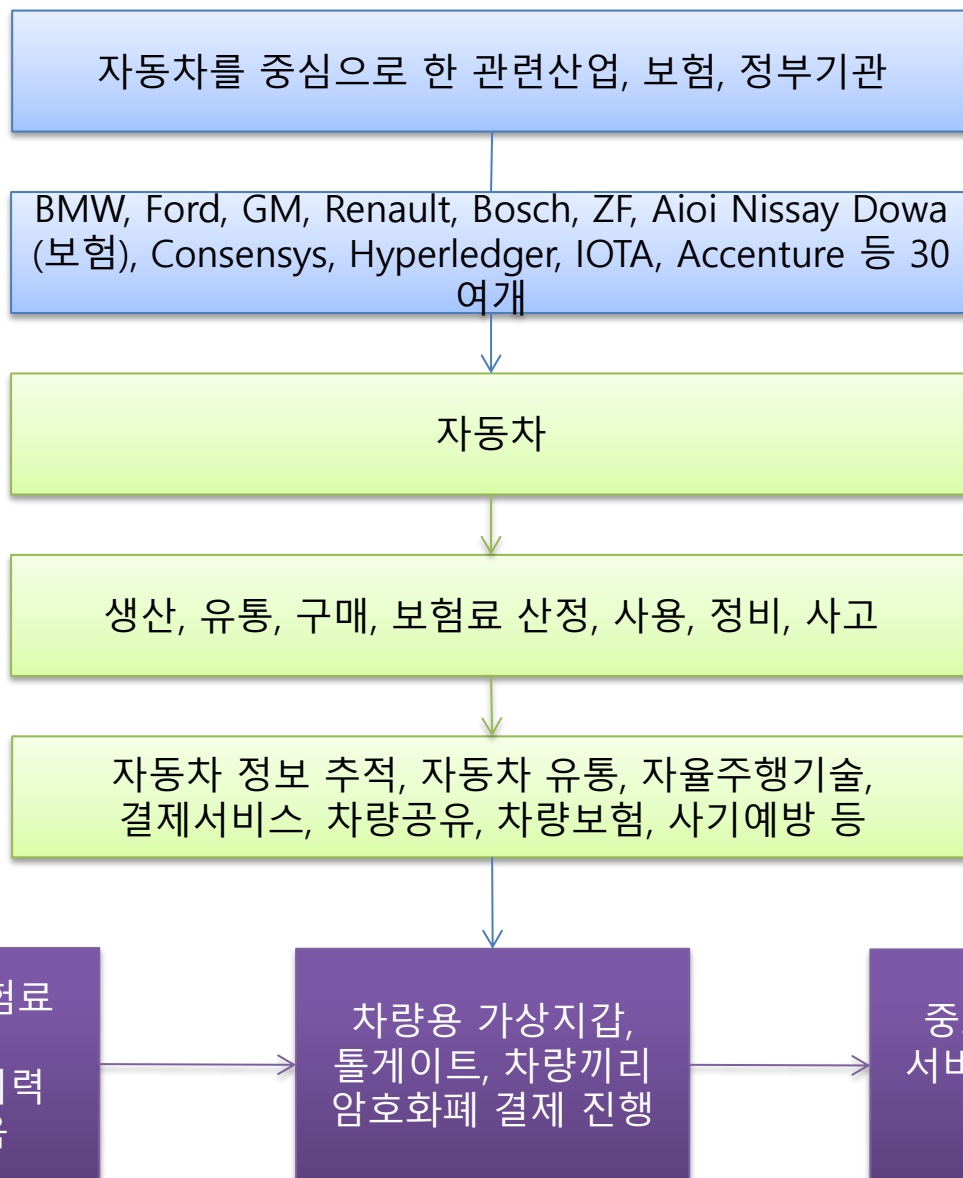 자동차를 중심으로 한 관련산업, 보험, 정부기관
BMW, Ford, GM, Renault, Bosch, ZF, Aioi Nissay Dowa
(보험), Consensys, Hyperledger, IOTA, Accenture 등 30
여개
자동차
생산, 유통, 구매, 보험료 산정, 사용, 정비, 사고
자동차 정보 추적, 자동차 유통, 자율주행기술,
결제서비스, 차량공유, 차량보험, 사기예방 등
차량용 가상지갑,
톨게이트, 차량끼리
암호화폐 결제 진행